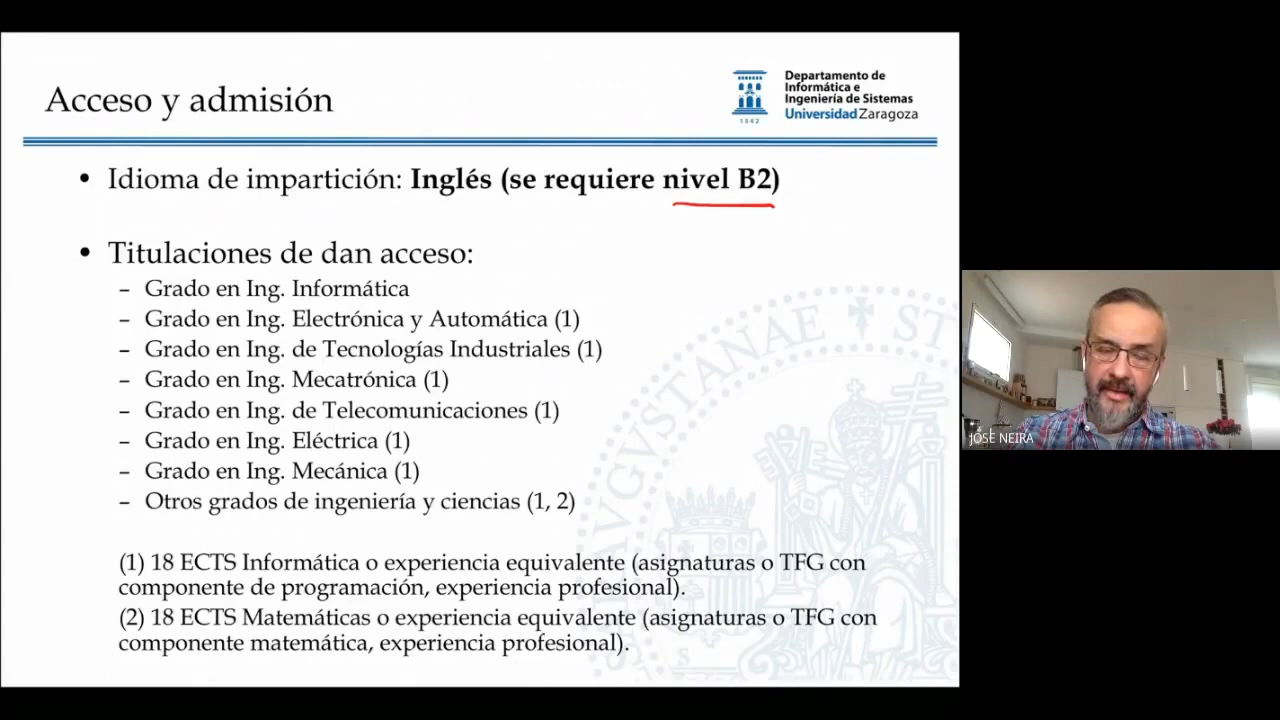 Acceso y admisión
Departamento de
Informática e
Ingeniería de Sistemas
Universidad Zaragoza
1542
• Idioma de impartición: Inglés (se requiere nivel B2)
• Titulaciones de dan acceso:
– Grado en Ing. Informática
– Grado en Ing. Electrónica y Automática (1)
– Grado en Ing. de Tecnologías Industriales (1)
– Grado en Ing. Mecatrónica (1)
– Grado en Ing. de Telecomunicaciones (1)
– Grado en Ing. Eléctrica (1)
– Grado en Ing. Mecánica (1)
– Otros grados de ingeniería y ciencias (1, 2)
(1) 18 ECTS Informática o experiencia equivalente (asignaturas o TFG con
componente de programación, experiencia profesional).
(2) 18 ECTS Matemáticas o experiencia equivalente (asignaturas o TFG con
componente matemática, experiencia profesional).
JOSE NEIRA